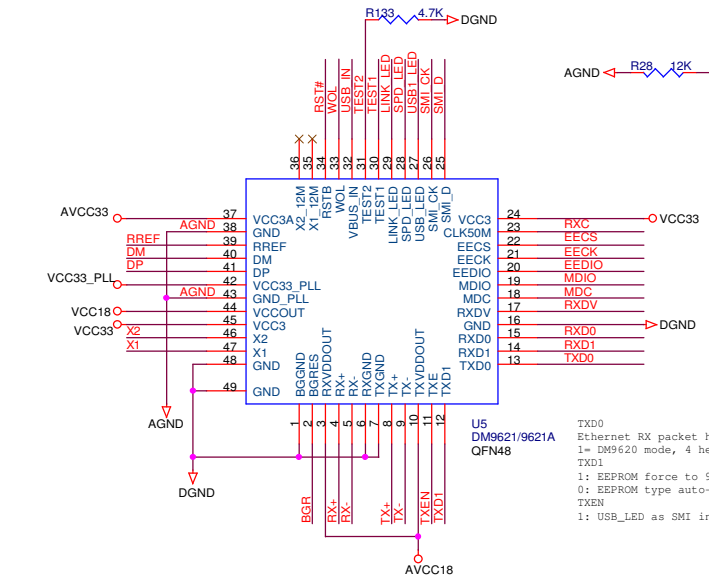 R133 4.7K DGND
AGND R28 12K
RST#
WOL
USB_IN
TEST2
TEST1
LINK_LED
SPD_LED
USB1_LED
SMI_CK
SMI_D
36 35 34 33 32 31 30 29 28 27 26 25
X2_12M
X1_12M
RSTB
WOL
VBUS_IN
TEST2
TEST1
LINK_LED
SPD_LED
USB_LED
SMI_CK
SMI_D
AVCC33 37 VCC3A
AGND 38 GND
RREF 39 RREF
DM 40 DM
DP 41 DP
VCC33_PLL 42 VCC33_PLL
AGND 43 GND_PLL
VCC18 44 VCCOUT
VCC33 45 VCC3
X2 46 X2
X1 47 X1
48 GND
49 GND
VCC3 24 VCC33
CLK50M 23 RXC
EECS 22 EECS
EECK 21 EECK
EEDIO 20 EEDIO
MDIO 19 MDIO
MDC 18 MDC
RXDV 17 RXDV
GND 16 DGND
RXD0 15 RXD0
RXD1 14 RXD1
TXD0 13 TXD0
BGGND
BGRES
RXVDDOUT
RX+
RX-
RXGND
TXGND
TX+
TX-
TXVDDOUT
TXE
TXD1
1 2 3 4 5 6 7 8 9 10 11 12
AGND
DGND
BGR
RX+
RX-
TX+
TX-
TXEN
TXD1
AVCC18
U5
DM9621/9621A
QFN48
TXD0
Ethernet RX packet h
1= DM9620 mode, 4 he
TXD1
1: EEPROM force to 9
0: EEPROM type auto-
TXEN
1: USB_LED as SMI in